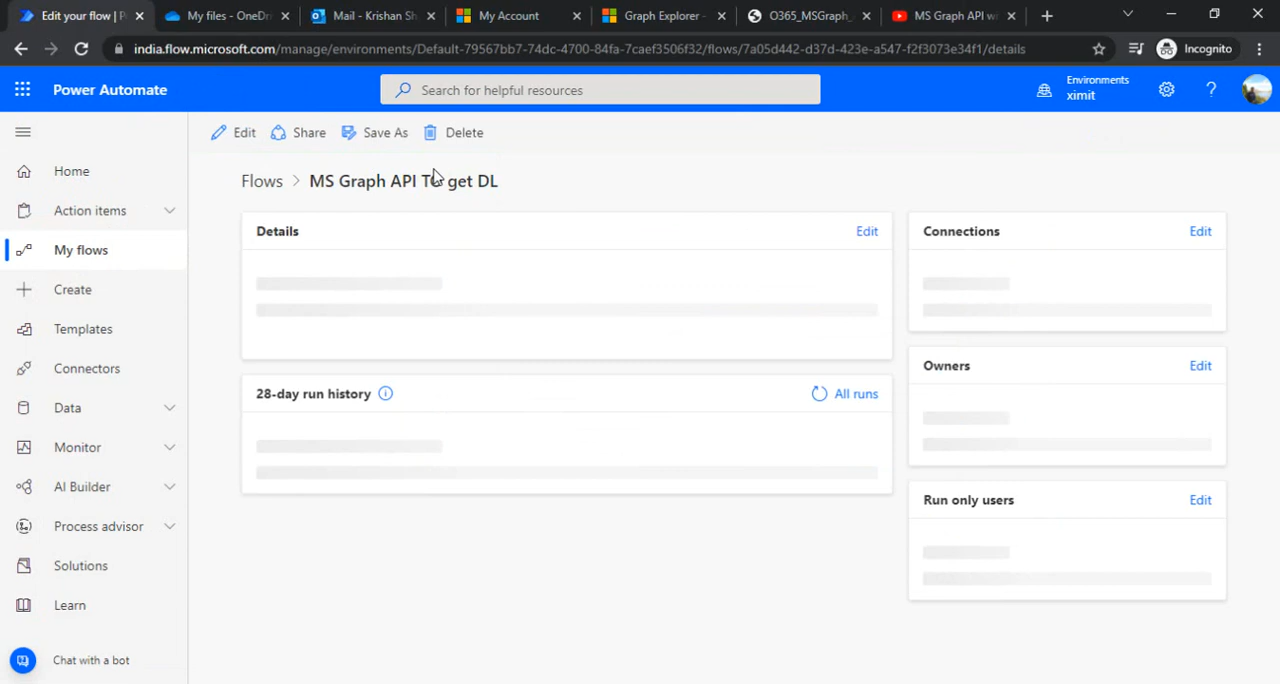 Edit your flow | P
My files - OneDr
Mail - Krishan Sh
My Account
Graph Explorer -
O365_MSGraph_
MS Graph API wi
india.flow.microsoft.com/manage/environments/Default-79567bb7-74dc-4700-84fa-7caef3506f32/flows/7a05d442-d37d-423e-a547-f2f3073e34f1/details
Incognito
Power Automate
Search for helpful resources
Environments
ximit
Edit
Share
Save As
Delete
Flows > MS Graph API To get DL
Home
Action items
My flows
Create
Templates
Connectors
Data
Monitor
AI Builder
Process advisor
Solutions
Learn
Chat with a bot
Details
Edit
28-day run history
All runs
Connections
Edit
Owners
Edit
Run only users
Edit